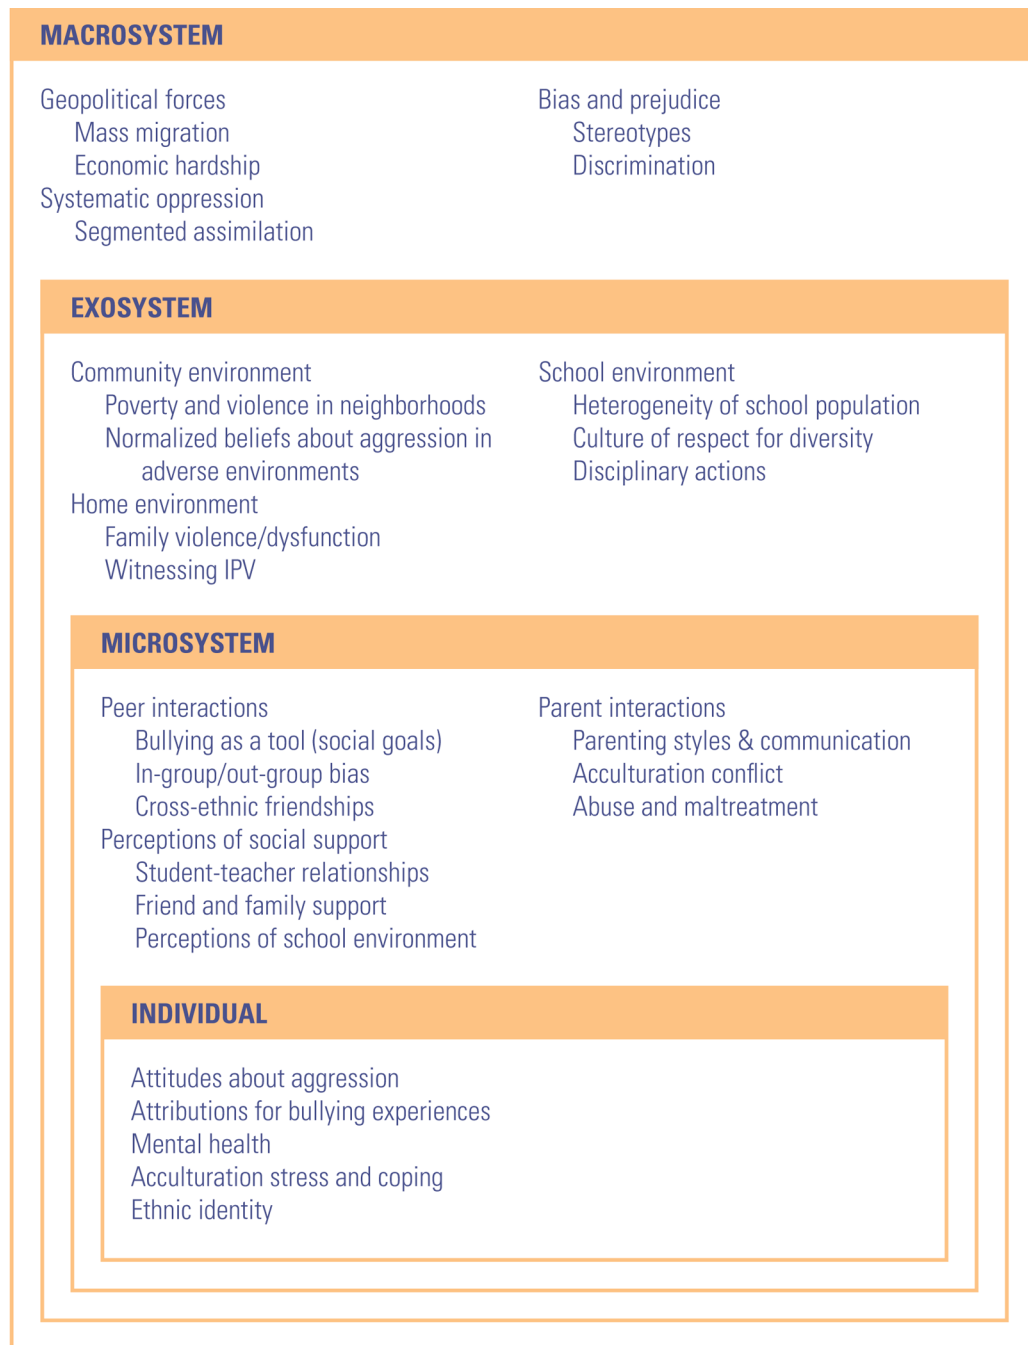 MACROSYSTEM
Geopolitical forces
Mass migration
Economic hardship
Systematic oppression
Segmented assimilation
Bias and prejudice
Stereotypes
Discrimination
EXOSYSTEM
Community environment
Poverty and violence in neighborhoods
Normalized beliefs about aggression in
adverse environments
Home environment
Family violence/dysfunction
Witnessing IPV
School environment
Heterogeneity of school population
Culture of respect for diversity
Disciplinary actions
MICROSYSTEM
Peer interactions
Bullying as a tool (social goals)
In-group/out-group bias
Cross-ethnic friendships
Perceptions of social support
Student-teacher relationships
Friend and family support
Perceptions of school environment
Parent interactions
Parenting styles & communication
Acculturation conflict
Abuse and maltreatment
INDIVIDUAL
Attitudes about aggression
Attributions for bullying experiences
Mental health
Acculturation stress and coping
Ethnic identity